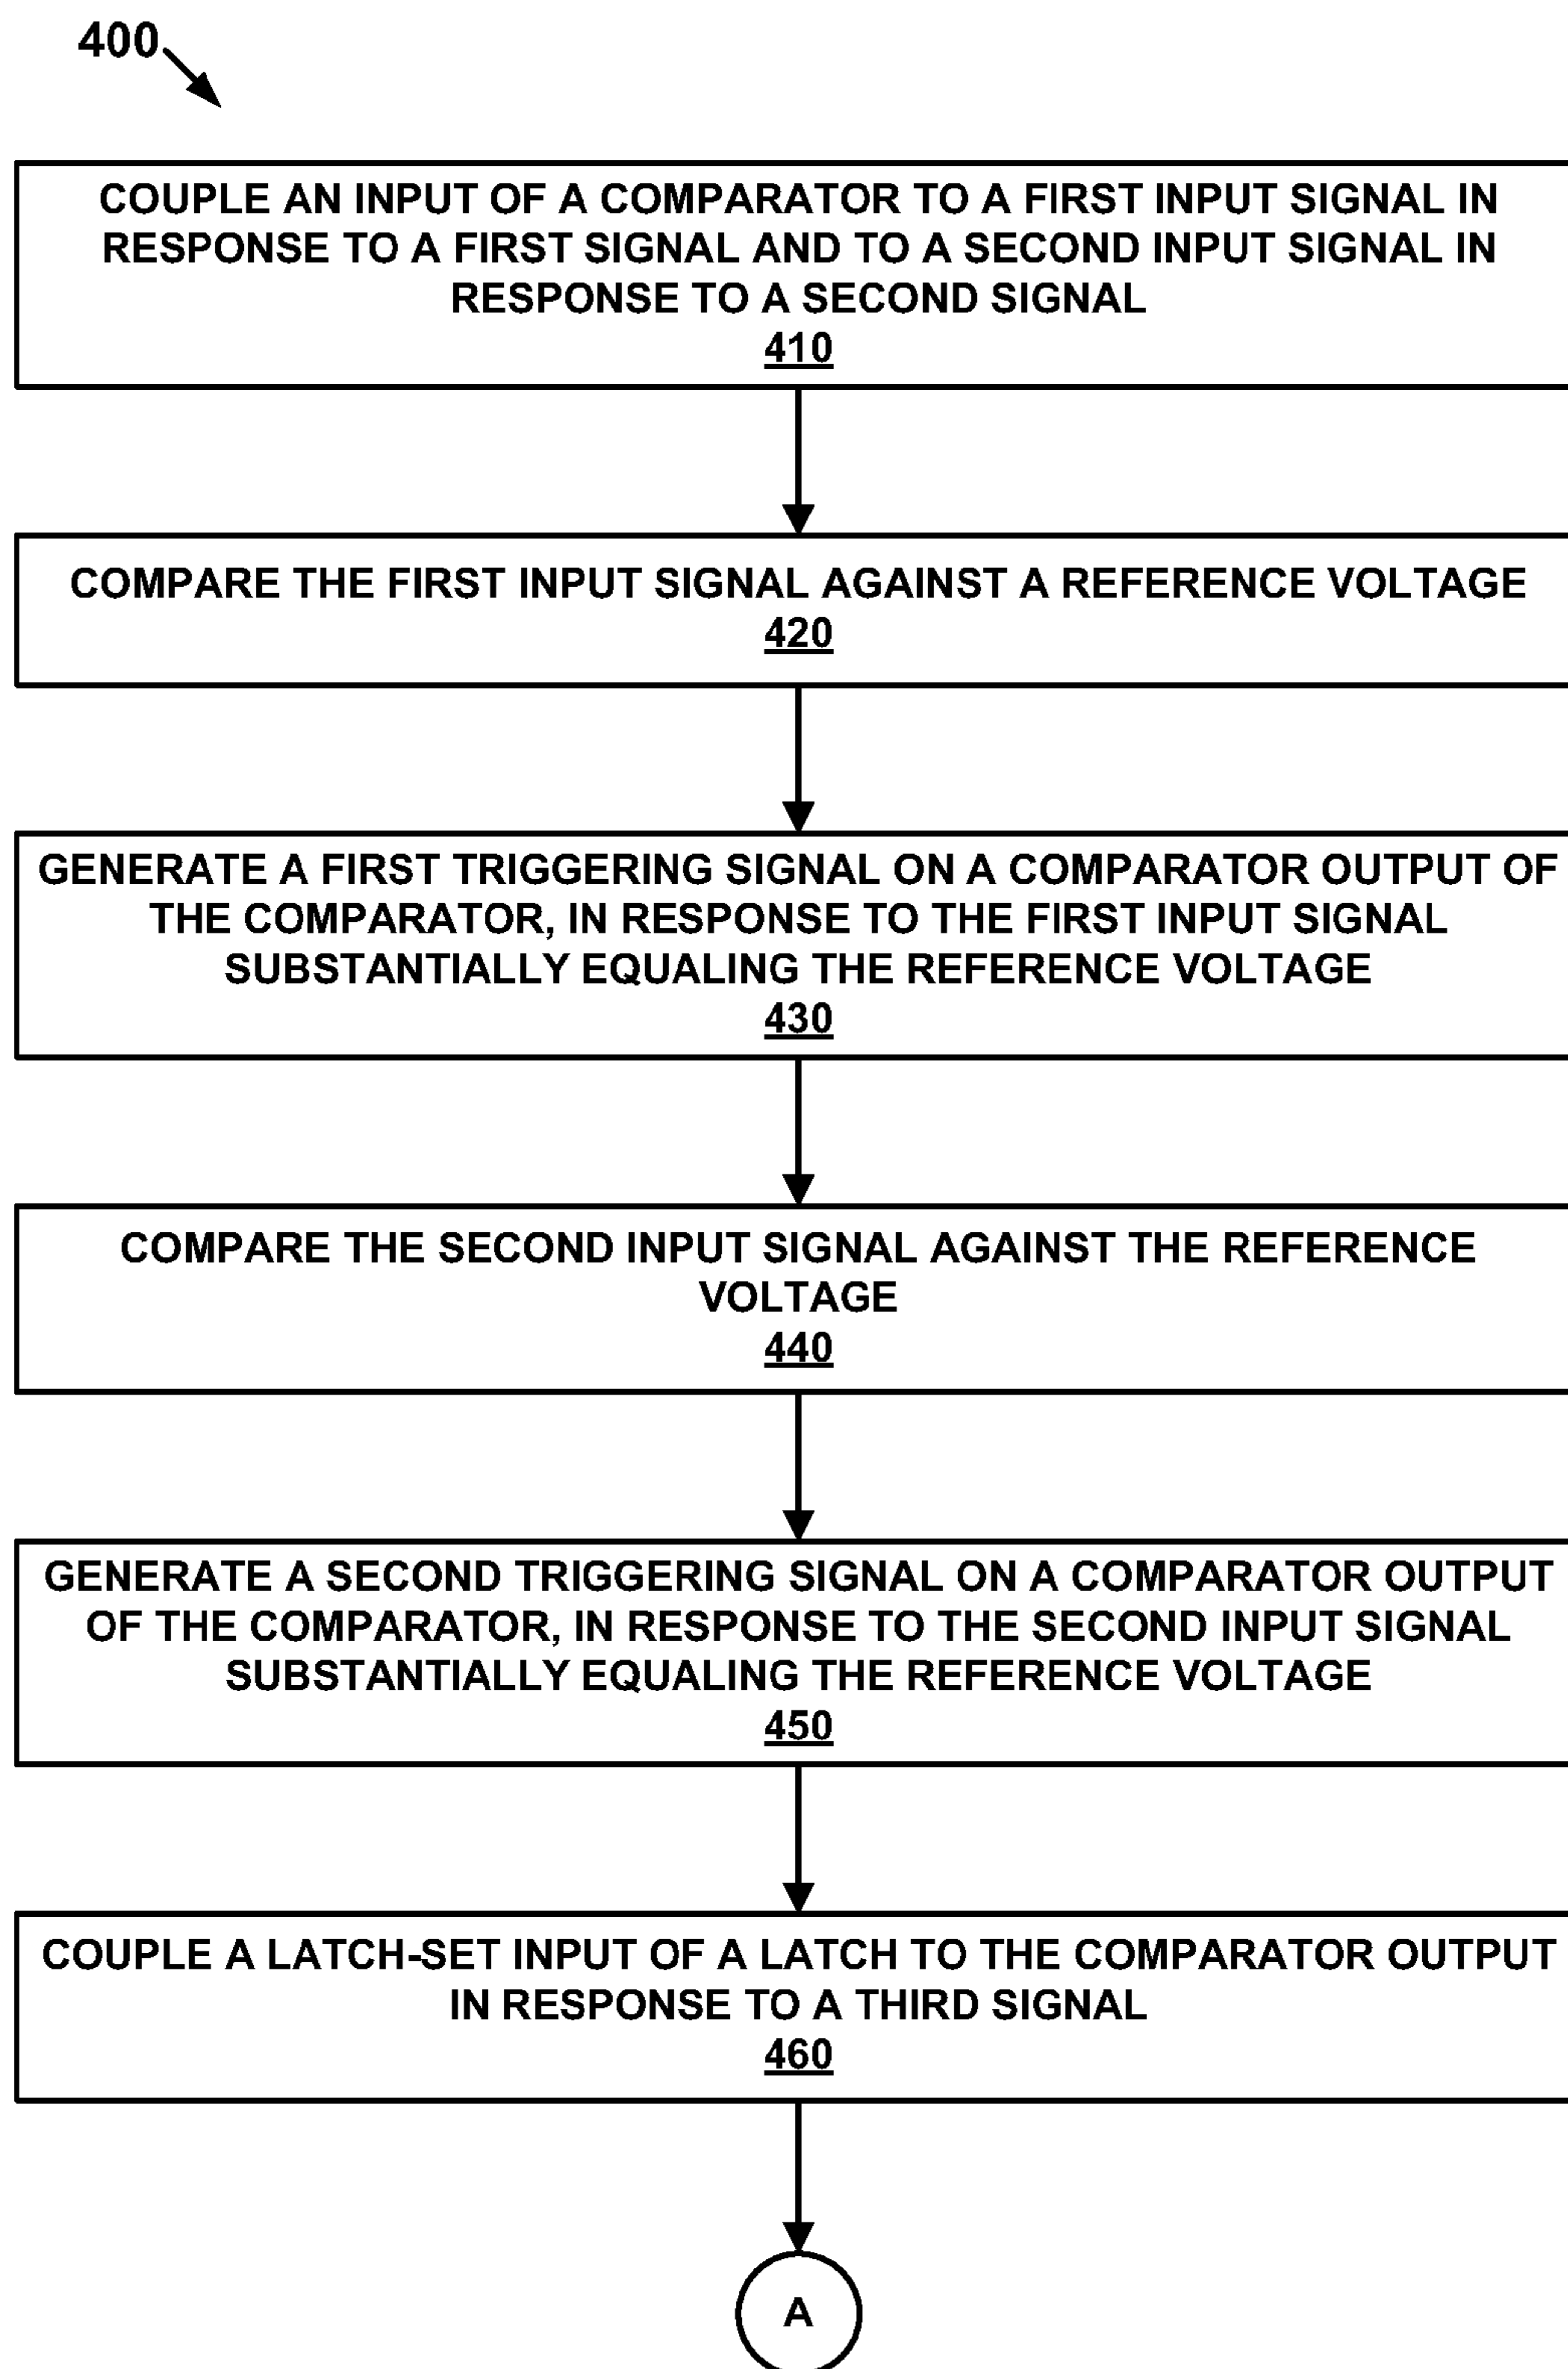 400
COUPLE AN INPUT OF A COMPARATOR TO A FIRST INPUT SIGNAL IN
RESPONSE TO A FIRST SIGNAL AND TO A SECOND INPUT SIGNAL IN
RESPONSE TO A SECOND SIGNAL
410
COMPARE THE FIRST INPUT SIGNAL AGAINST A REFERENCE VOLTAGE
420
GENERATE A FIRST TRIGGERING SIGNAL ON A COMPARATOR OUTPUT OF
THE COMPARATOR, IN RESPONSE TO THE FIRST INPUT SIGNAL
SUBSTANTIALLY EQUALING THE REFERENCE VOLTAGE
430
COMPARE THE SECOND INPUT SIGNAL AGAINST THE REFERENCE
VOLTAGE
440
GENERATE A SECOND TRIGGERING SIGNAL ON A COMPARATOR OUTPUT
OF THE COMPARATOR, IN RESPONSE TO THE SECOND INPUT SIGNAL
SUBSTANTIALLY EQUALING THE REFERENCE VOLTAGE
450
COUPLE A LATCH-SET INPUT OF A LATCH TO THE COMPARATOR OUTPUT
IN RESPONSE TO A THIRD SIGNAL
460
A